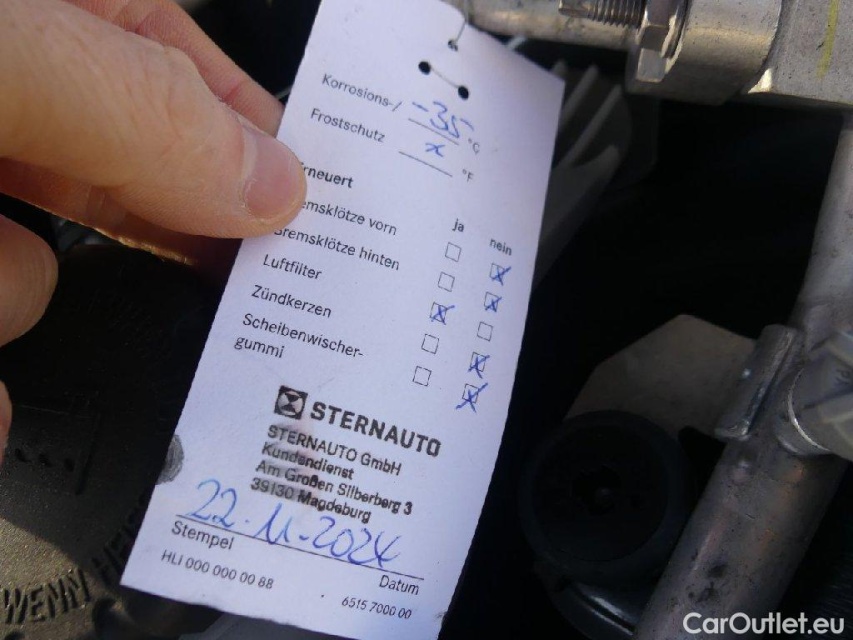 Korrosions-/ -35 °C
Frostschutz x °F
rneuert
ja nein
emsklötze vorn
Bremsklötze hinten
Luftfilter
Zündkerzen
Scheibenwischer-
gummi
STERNAUTO
STERNAUTO GmbH
Kundendienst
Am Großen Silberberg 3
39130 Magdeburg
22.11.2024
Stempel Datum
HLI 000 000 00 88 6515 7000 00
WENN HEISS
CarOutlet.eu